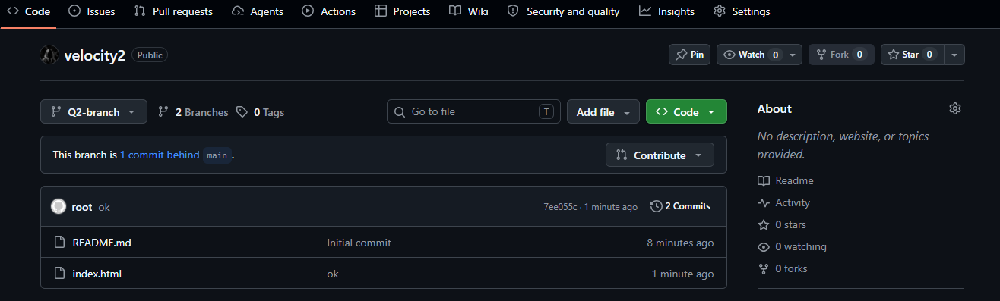 Code Issues Pull requests Agents Actions Projects Wiki Security and quality Insights Settings
velocity2 Public Pin Watch 0 Fork 0 Star 0
Q2-branch 2 Branches 0 Tags Go to file T Add file Code
This branch is 1 commit behind main. Contribute
root ok 7ee055c · 1 minute ago 2 Commits
README.md Initial commit 8 minutes ago
index.html ok 1 minute ago
About
No description, website, or topics
provided.
Readme
Activity
0 stars
0 watching
0 forks